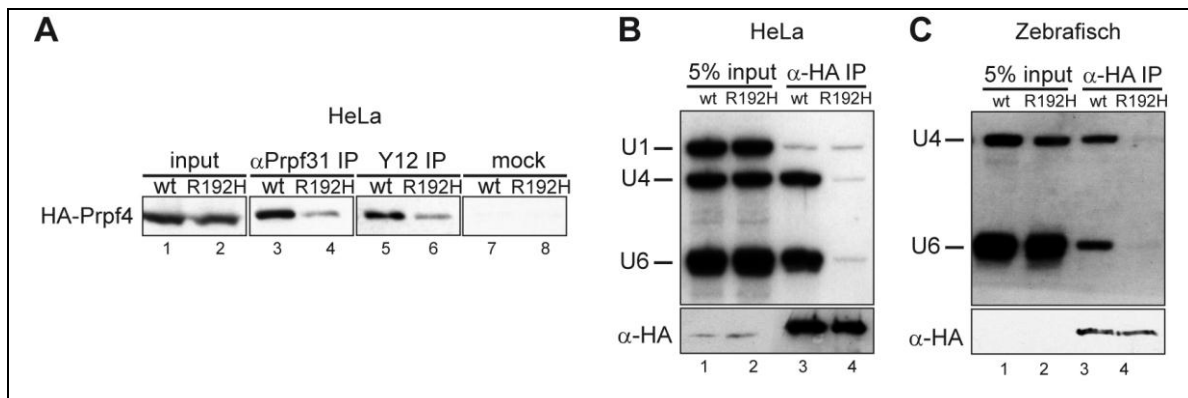 A
HeLa
input αPrpf31 IP Y12 IP mock
wt R192H wt R192H wt R192H wt R192H
HA-Prpf4
1 2 3 4 5 6 7 8
B
HeLa
5% input α-HA IP
wt R192H wt R192H
U1
U4
U6
α-HA
1 2 3 4
C
Zebrafisch
5% input α-HA IP
wt R192H wt R192H
U4
U6
α-HA
1 2 3 4